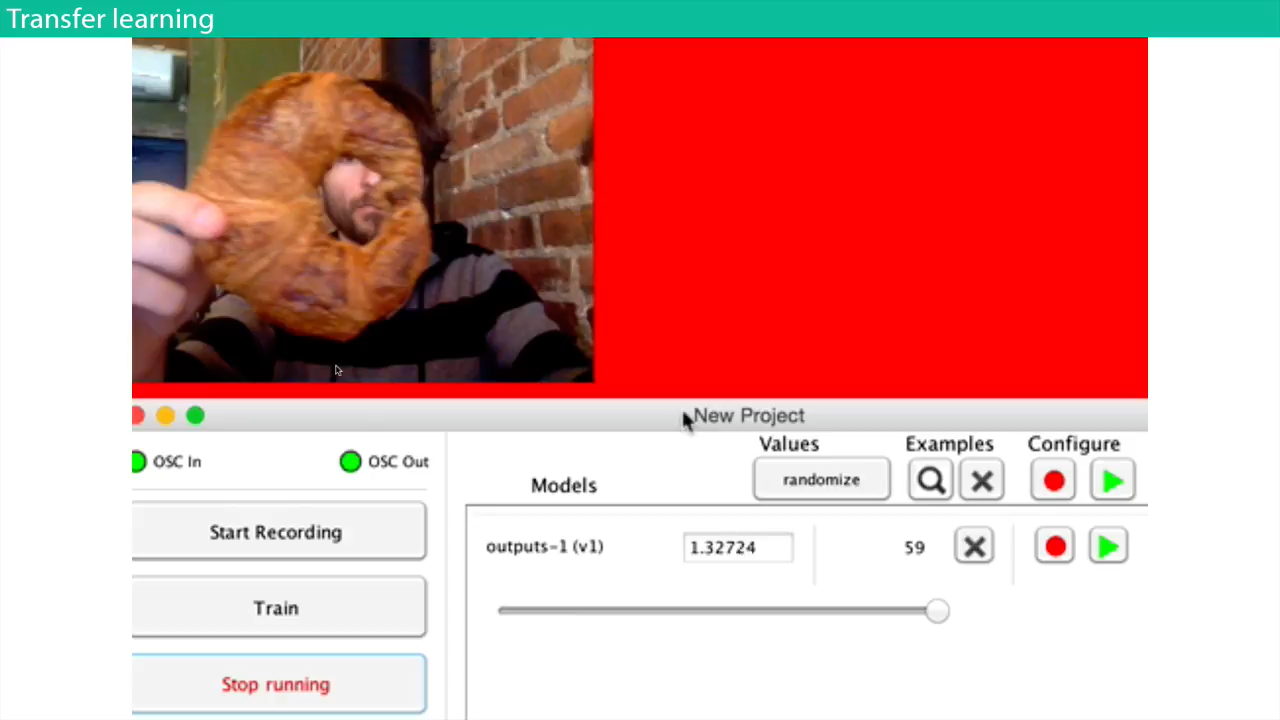 Transfer learning
New Project
OSC In
OSC Out
Values
Examples
Configure
Models
randomize
Start Recording
outputs-1 (v1)
1.32724
59
Train
Stop running